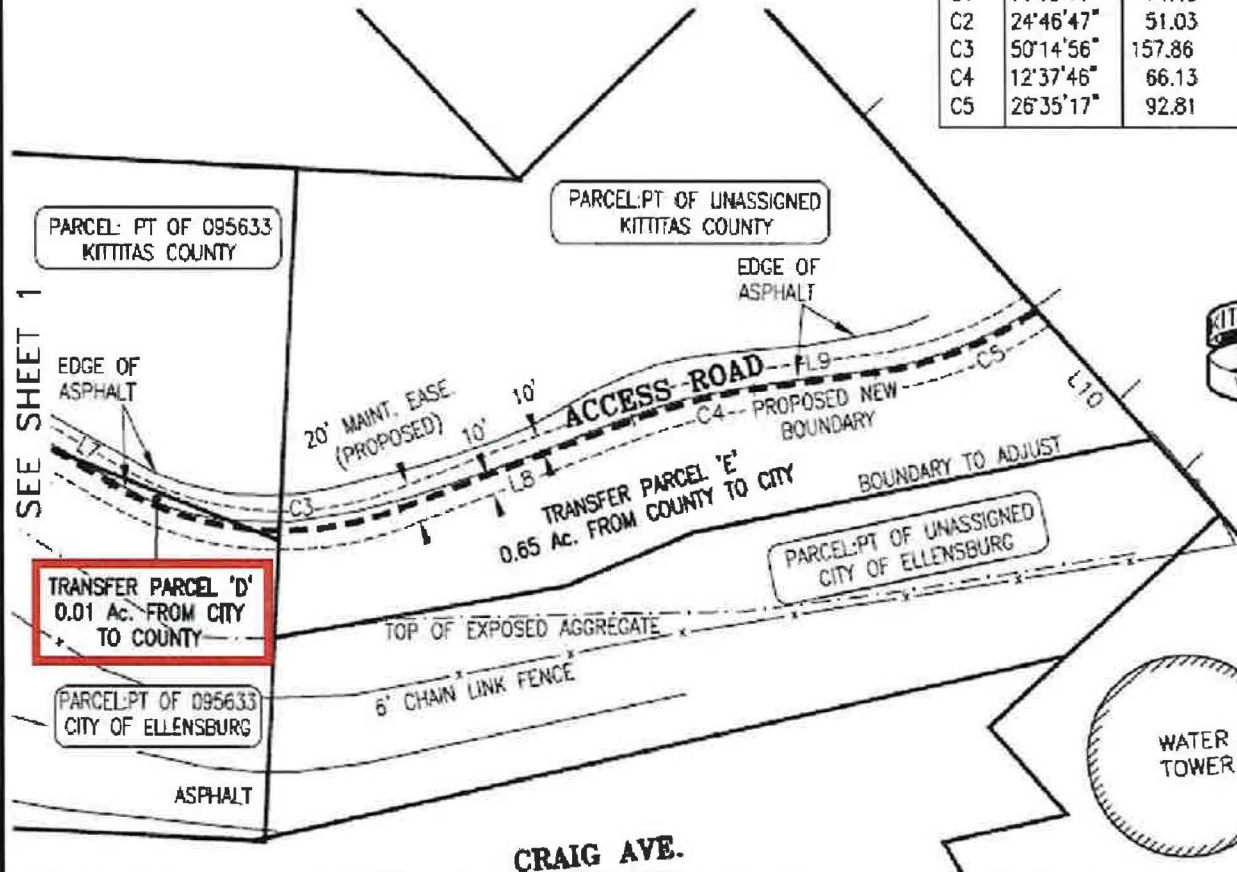 C2 24°46'47" 51.03
C3 50°14'56" 157.86
C4 12°37'46" 66.13
C5 26°35'17" 92.81
PARCEL: PT OF 095633
KITTITAS COUNTY
PARCEL:PT OF UNASSIGNED
KITTITAS COUNTY
EDGE OF
ASPHALT
SEE SHEET 1
EDGE OF
ASPHALT
L7
20' MAINT. EASE.
(PROPOSED)
10'
10'
ACCESS ROAD
L9
C5
C3
L8
C4
PROPOSED NEW
BOUNDARY
L10
TRANSFER PARCEL 'E'
0.65 Ac. FROM COUNTY TO CITY
BOUNDARY TO ADJUST
PARCEL:PT OF UNASSIGNED
CITY OF ELLENSBURG
TRANSFER PARCEL 'D'
0.01 Ac. FROM CITY
TO COUNTY
TOP OF EXPOSED AGGREGATE
6' CHAIN LINK FENCE
PARCEL:PT OF 095633
CITY OF ELLENSBURG
ASPHALT
WATER
TOWER
CRAIG AVE.